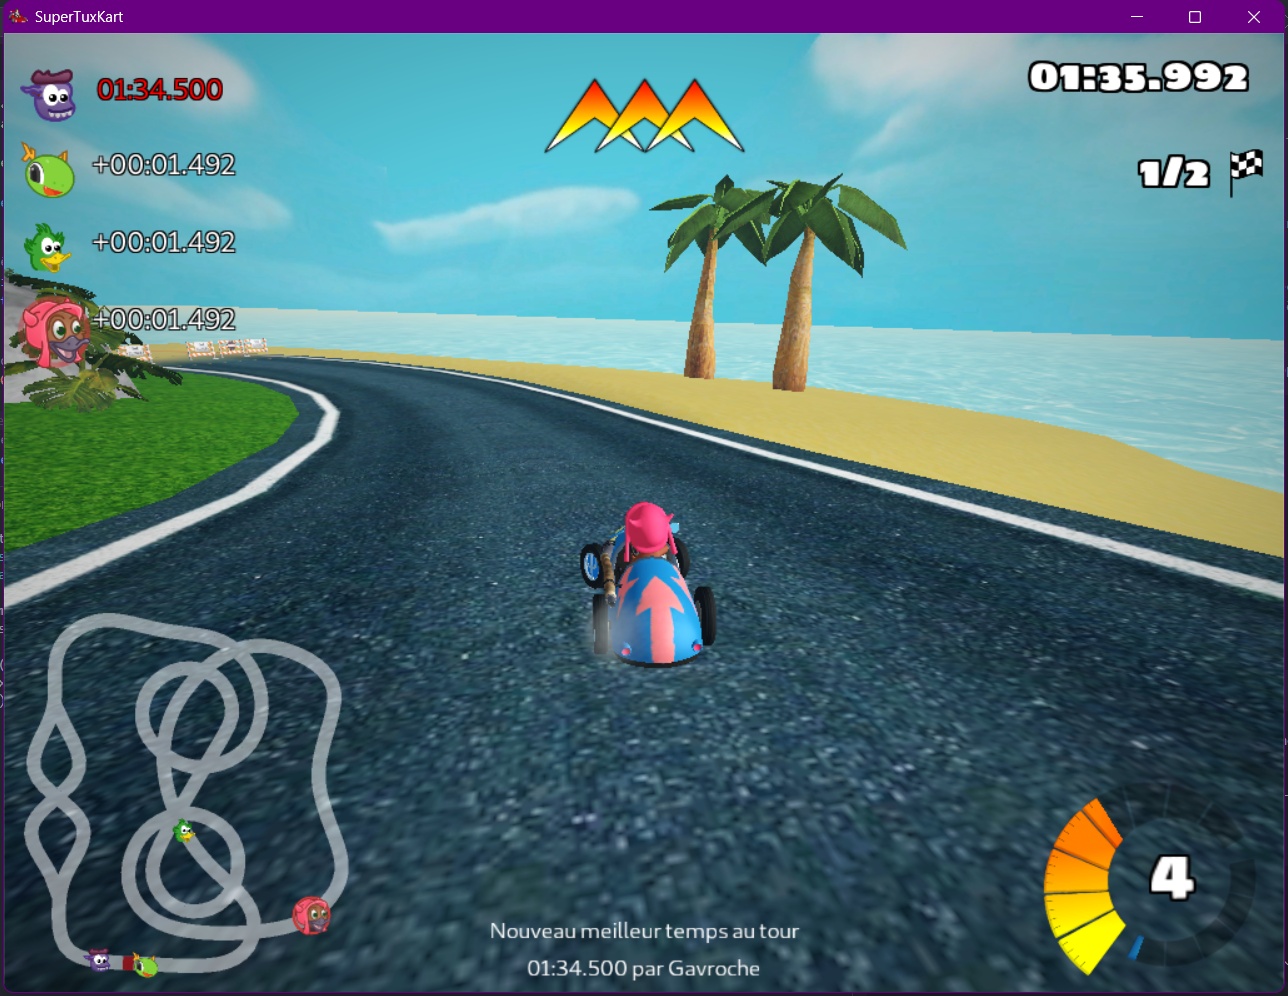 SuperTuxKart
01:34.500
01:35.992
+00:01.492
1/2
+00:01.492
+00:01.492
4
Nouveau meilleur temps au tour
01:34.500 par Gavroche